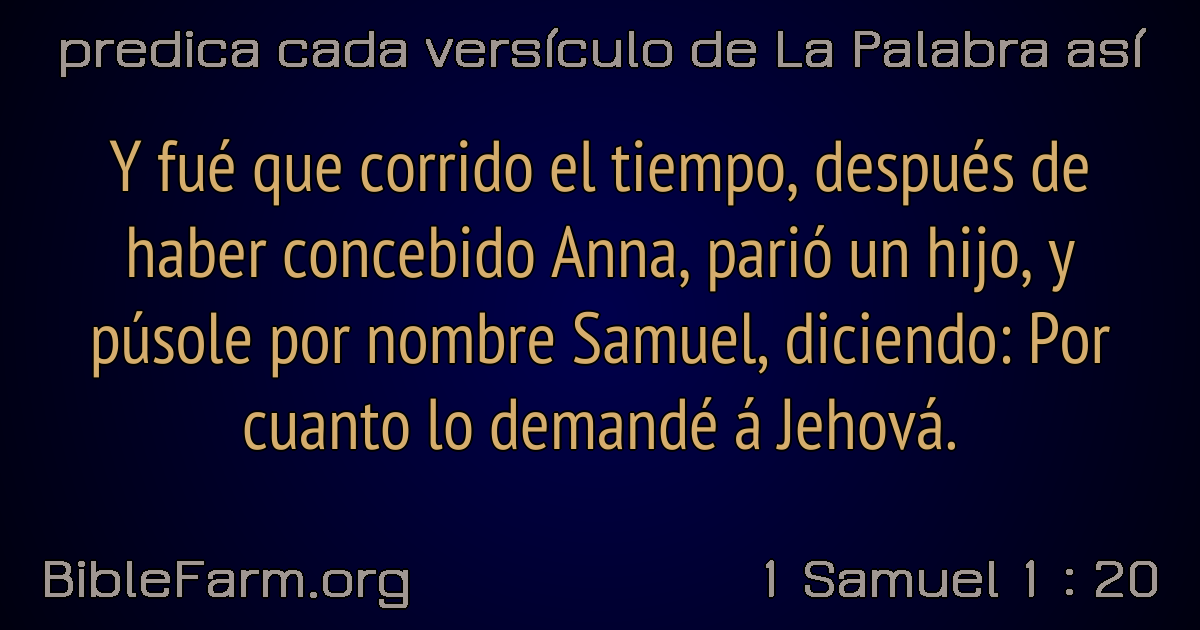 predica cada versículo de La Palabra así
Y fué que corrido el tiempo, después de
haber concebido Anna, parió un hijo, y
púsole por nombre Samuel, diciendo: Por
cuanto lo demandé á Jehová.
BibleFarm.org
1 Samuel 1 : 20